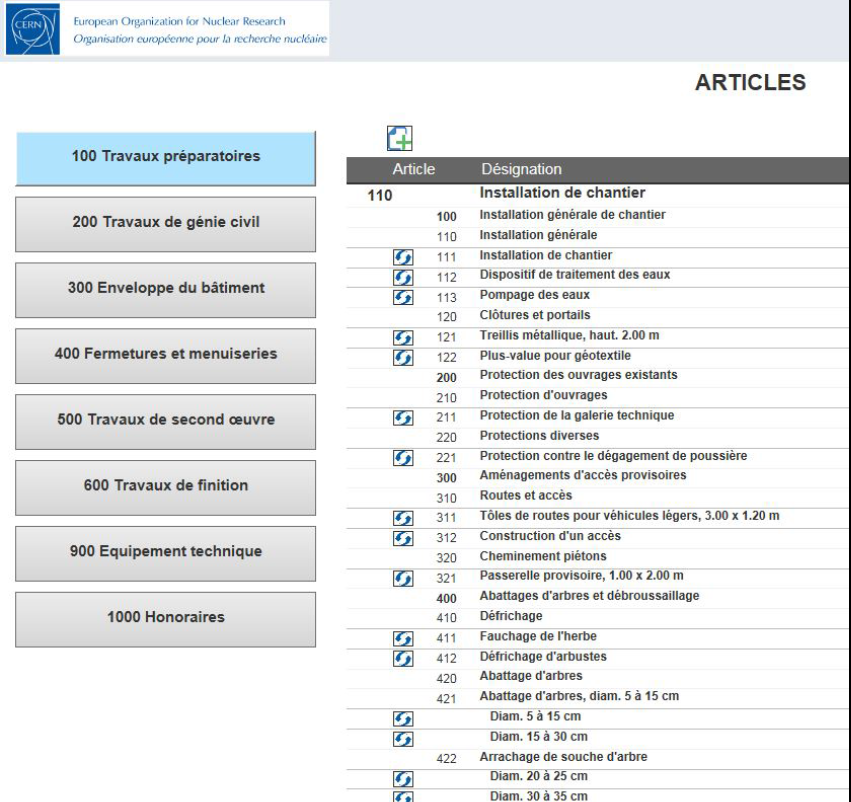 CERN
European Organization for Nuclear Research
Organisation européenne pour la recherche nucléaire
ARTICLES
100 Travaux préparatoires
200 Travaux de génie civil
300 Enveloppe du bâtiment
400 Fermetures et menuiseries
500 Travaux de second œuvre
600 Travaux de finition
900 Equipement technique
1000 Honoraires
Article Désignation
110 Installation de chantier
100 Installation générale de chantier
110 Installation générale
111 Installation de chantier
112 Dispositif de traitement des eaux
113 Pompage des eaux
120 Clôtures et portails
121 Treillis métallique, haut. 2.00 m
122 Plus-value pour géotextile
200 Protection des ouvrages existants
210 Protection d'ouvrages
211 Protection de la galerie technique
220 Protections diverses
221 Protection contre le dégagement de poussière
300 Aménagements d'accès provisoires
310 Routes et accès
311 Tôles de routes pour véhicules légers, 3.00 x 1.20 m
312 Construction d'un accès
320 Cheminement piétons
321 Passerelle provisoire, 1.00 x 2.00 m
400 Abattages d'arbres et débroussaillage
410 Défrichage
411 Fauchage de l'herbe
412 Défrichage d'arbustes
420 Abattage d'arbres
421 Abattage d'arbres, diam. 5 à 15 cm
Diam. 5 à 15 cm
Diam. 15 à 30 cm
422 Arrachage de souche d'arbre
Diam. 20 à 25 cm
Diam. 30 à 35 cm